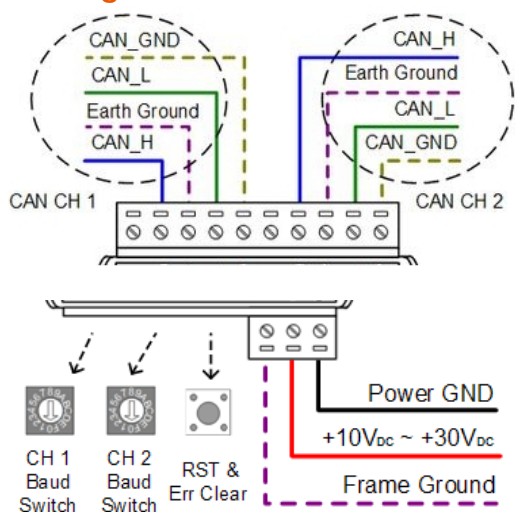 CAN_GND
CAN_L
Earth Ground
CAN_H
CAN CH 1
CAN_H
Earth Ground
CAN_L
CAN_GND
CAN CH 2
Power GND
+10VDC ~ +30VDC
Frame Ground
CH 1
Baud
Switch
CH 2
Baud
Switch
RST &
Err Clear